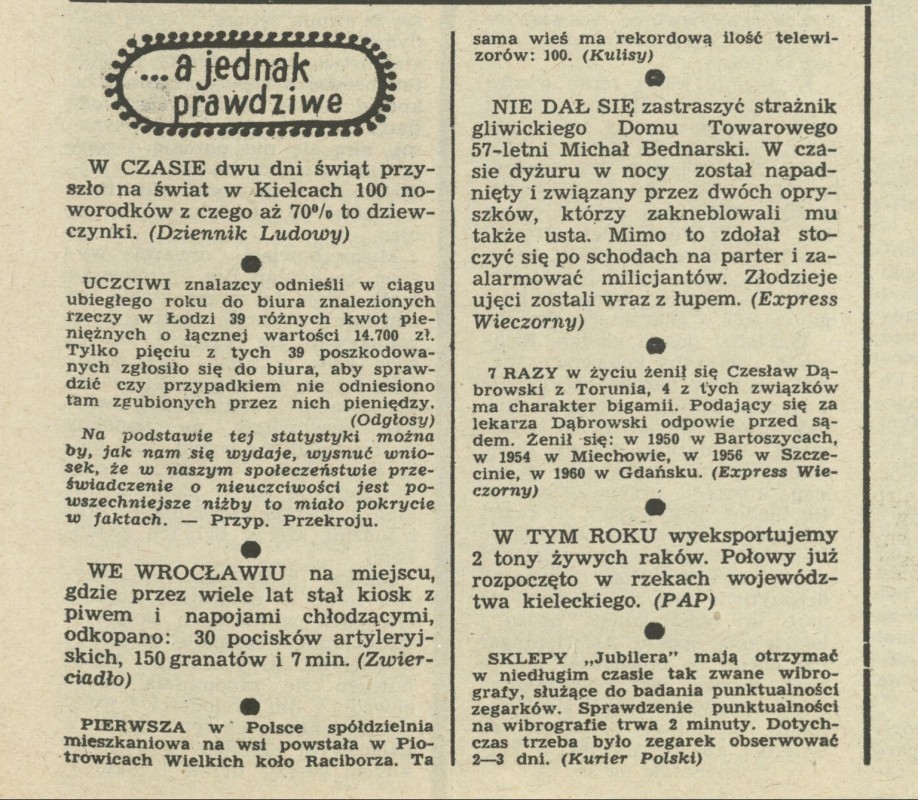 ...a jednak
prawdziwe
W CZASIE dwu dni świąt przy-
szło na świat w Kielcach 100 no-
worodków z czego aż 70% to dziew-
czynki. (Dziennik Ludowy)
UCZCIWI znalazcy odnieśli w ciągu
ubiegłego roku do biura znalezionych
rzeczy w Łodzi 39 różnych kwot pie-
niężnych o łącznej wartości 14.700 zł.
Tylko pięciu z tych 39 poszkodowa-
nych zgłosiło się do biura, aby spraw-
dzić czy przypadkiem nie odniesiono
tam zgubionych przez nich pieniędzy.
(Odgłosy)
Na podstawie tej statystyki można
by, jak nam się wydaje, wysnuć wnio-
sek, że w naszym społeczeństwie prze-
świadczenie o nieuczciwości jest po-
wszechniejsze niżby to miało pokrycie
w faktach. — Przyp. Przekroju.
WE WROCŁAWIU na miejscu,
gdzie przez wiele lat stał kiosk z
piwem i napojami chłodzącymi,
odkopano: 30 pocisków artyleryj-
skich, 150 granatów i 7 min. (Zwier-
ciadło)
PIERWSZA w Polsce spółdzielnia
mieszkaniowa na wsi powstała w Pio-
trowicach Wielkich koło Raciborza. Ta
sama wieś ma rekordową ilość telewi-
zorów: 100. (Kulisy)
NIE DAŁ SIĘ zastraszyć strażnik
gliwickiego Domu Towarowego
57-letni Michał Bednarski. W cza-
sie dyżuru w nocy został napad-
nięty i związany przez dwóch opry-
szków, którzy zakneblowali mu
także usta. Mimo to zdołał sto-
czyć się po schodach na parter i za-
alarmować milicjantów. Złodzieje
ujęci zostali wraz z łupem. (Express
Wieczorny)
7 RAZY w życiu żenił się Czesław Dą-
browski z Torunia, 4 z tych związków
ma charakter bigamii. Podający się za
lekarza Dąbrowski odpowie przed są-
dem. Żenił się: w 1950 w Bartoszycach,
w 1954 w Miechowie, w 1956 w Szcze-
cinie, w 1960 w Gdańsku. (Express Wie-
czorny)
W TYM ROKU wyeksportujemy
2 tony żywych raków. Połowy już
rozpoczęto w rzekach wojewódz-
twa kieleckiego. (PAP)
SKLEPY „Jubilera" mają otrzymać
w niedługim czasie tak zwane wibro-
grafy, służące do badania punktualności
zegarków. Sprawdzenie punktualności
na wibrografie trwa 2 minuty. Dotych-
czas trzeba było zegarek obserwować
2—3 dni. (Kurier Polski)